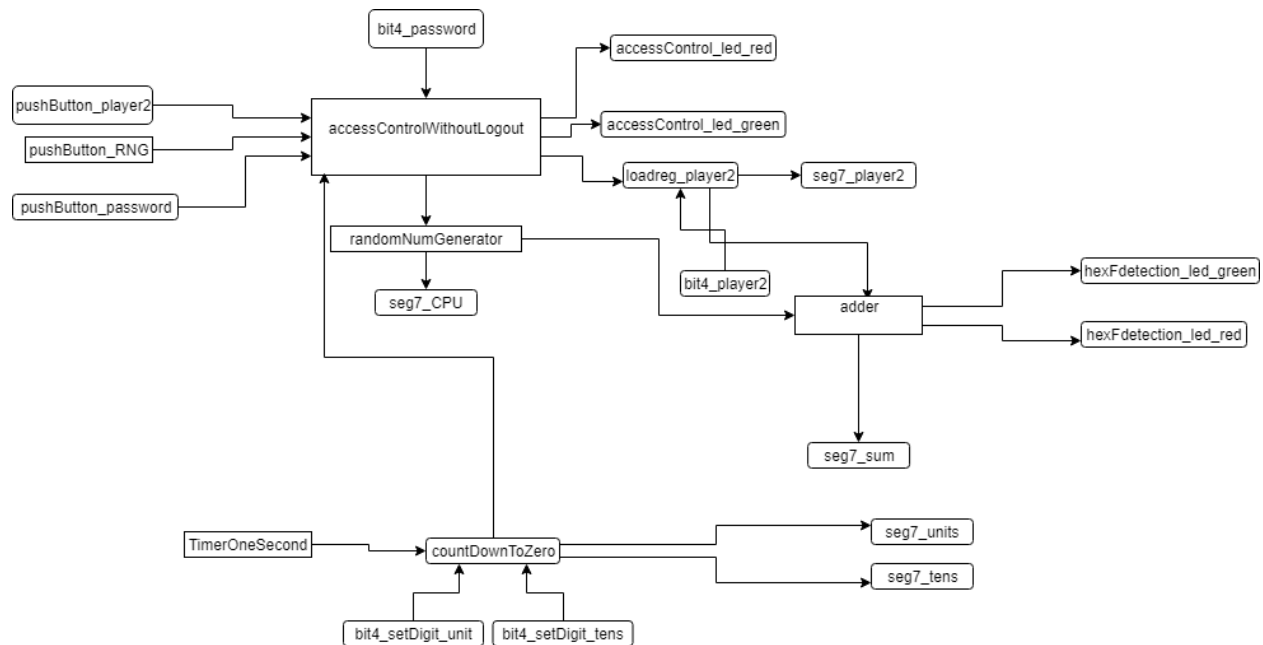 bit4_password
accessControl_led_red
pushButton_player2
accessControlWithoutLogout
accessControl_led_green
pushButton_RNG
loadreg_player2
seg7_player2
pushButton_password
randomNumGenerator
hexFdetection_led_green
bit4_player2
seg7_CPU
adder
hexFdetection_led_red
seg7_sum
seg7_units
TimerOneSecond
countDownToZero
seg7_tens
bit4_setDigit_unit
bit4_setDigit_tens